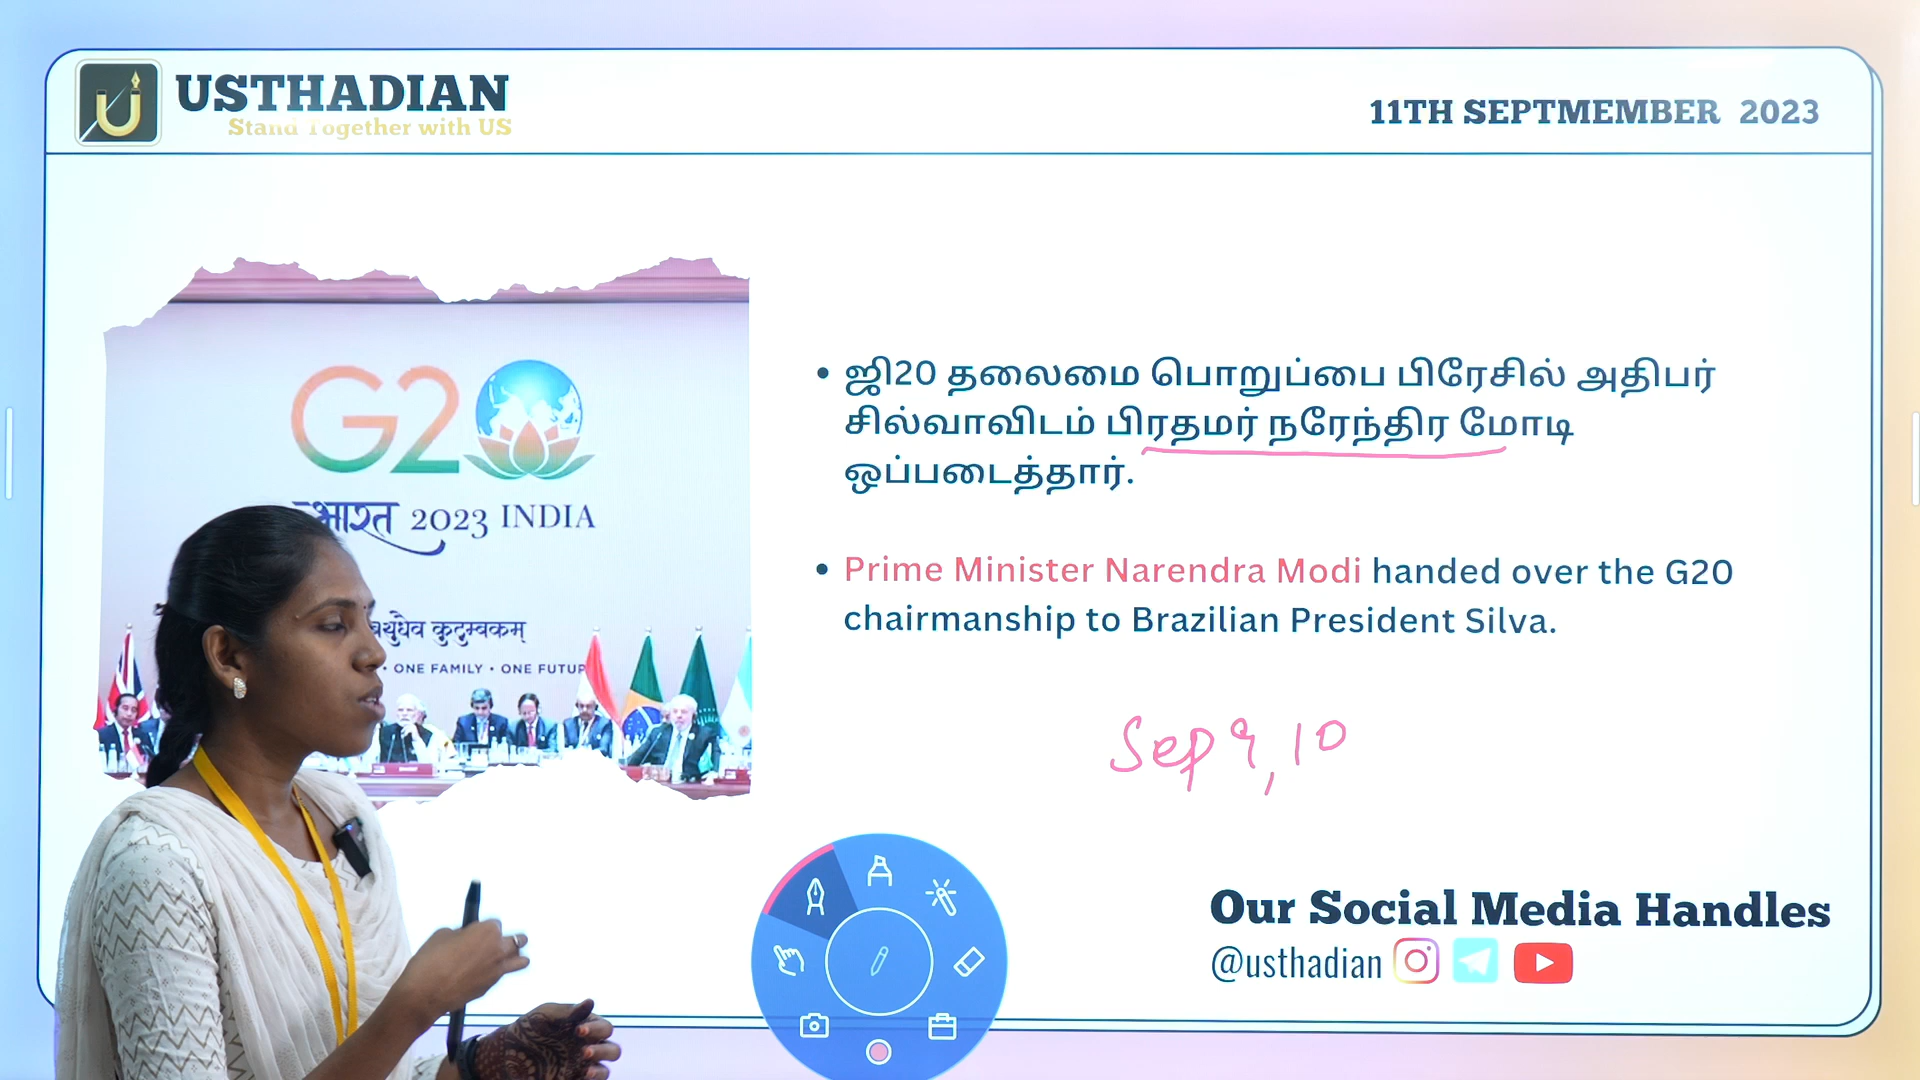 USTHADIAN
Stand Together with US
11TH SEPTMEMBER 2023
G20
भारत 2023 INDIA
कुटुम्बकम्
• ONE FAMILY • ONE FUTUR
• ஜி20 தலைமை பொறுப்பை பிரேசில் அதிபர்
சில்வாவிடம் பிரதமர் நரேந்திர மோடி
ஒப்படைத்தார்.
• Prime Minister Narendra Modi handed over the G20
chairmanship to Brazilian President Silva.
Sep 9, 10
Our Social Media Handles
@usthadian